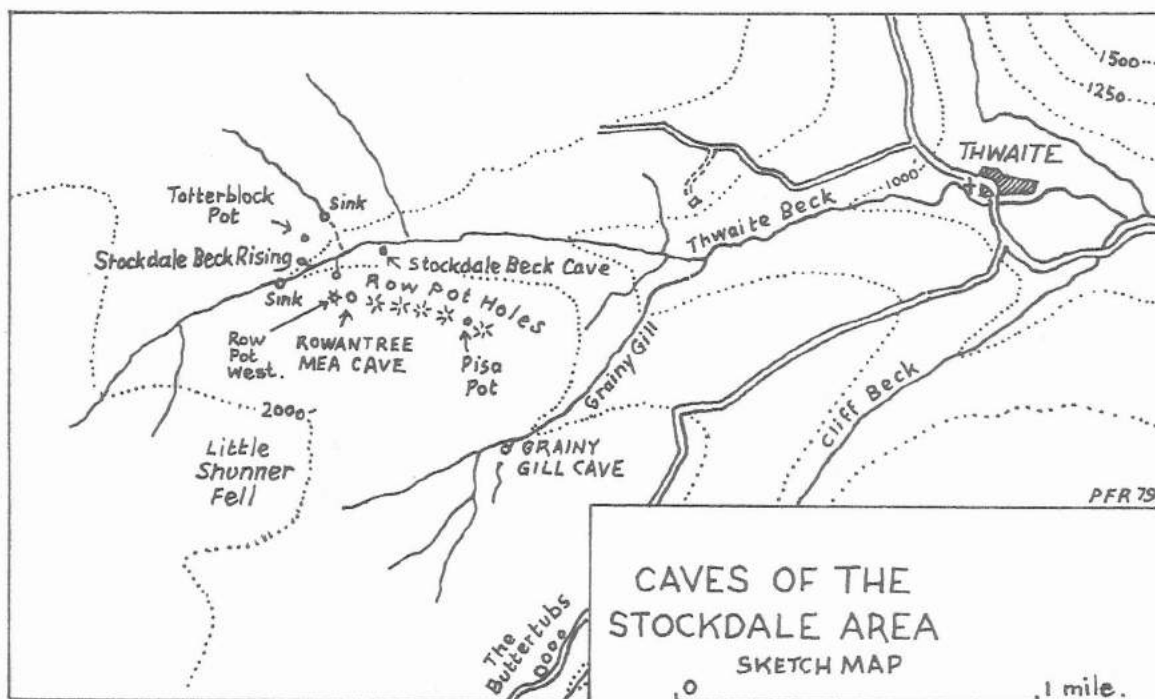 1500
1250
THWAITE
1000
Thwaite Beck
Totterblock
Pot
Sink
Stockdale Beck Rising
Stockdale Beck Cave
Sink
Row Pot Holes
Row
Pot
West.
ROWANTREE
MEA CAVE
Pisa
Pot
Grainy Gill
Cliff Beck
2000
Little
Shunner
Fell
GRAINY
GILL CAVE
PFR 79
The
Buttertubs
CAVES OF THE
STOCKDALE AREA
SKETCH MAP
0
1 mile.